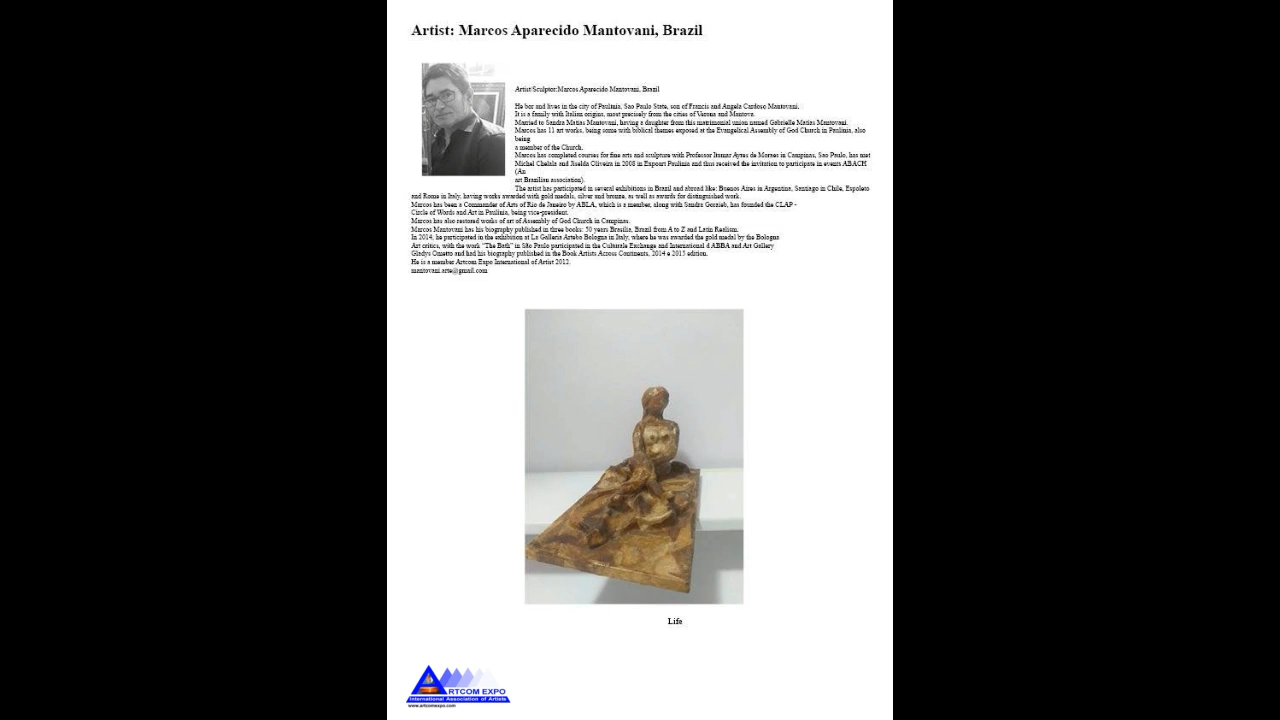 Artist: Marcos Aparecido Mantovani, Brazil
Artist/Sculptor:Marcos Aparecido Mantovani, Brazil
He bor and lives in the city of Paulinia, Sao Paulo State, son of Francis and Angela Cardoso Mantovani.
It is a family with Italian origins, most precisely from the cities of Verona and Mantova.
Married to Sandra Matias Mantovani, having a daughter from this matrimonial union named Gabrielle Matias Mantovani.
Marcos has 11 art works, being some with biblical themes exposed at the Evangelical Assembly of God Church in Paulinia, also
being
a member of the Church.
Marcos has completed courses for fine arts and sculpture with Professor Itamar Ayres de Moraes in Campinas, Sao Paulo, has met
Michel Chelala and Jiselda Oliveira in 2008 in Expoart Paulinia and thus received the invitation to participate in events ABACH
(An
art Brazilian association).
The artist has participated in several exhibitions in Brazil and abroad like: Buenos Aires in Argentina, Santiago in Chile, Expoleto
and Rome in Italy, having works awarded with gold medals, silver and bronze, as well as awards for distinguished work.
Marcos has been a Commander of Arts of Rio de Janeiro by ABLA, which is a member, along with Sandra Goraieb, has founded the CLAP -
Circle of Words and Art in Paulinia, being vice-president.
Marcos has also restored works of art of Assembly of God Church in Campinas.
Marcos Mantovani has his biography published in three books: 50 years Brasilia, Brazil from A to Z and Latin Realism.
In 2014, he participated in the exhibition at La Galleria Artebo Bologna in Italy, where he was awarded the gold medal by the Bologna
Art critics, with the work "The Bath" in São Paulo participated in the Culturale Exchange and International d ABBA and Art Gallery
Gladys Ometto and had his biography published in the Book Artists Across Continents, 2014 e 2015 edition.
He is a member Artcom Expo International of Artist 2012.
mantovani.arte@gmail.com
Life
ARTCOM EXPO
International Association of Artists
www.artcomexpo.com